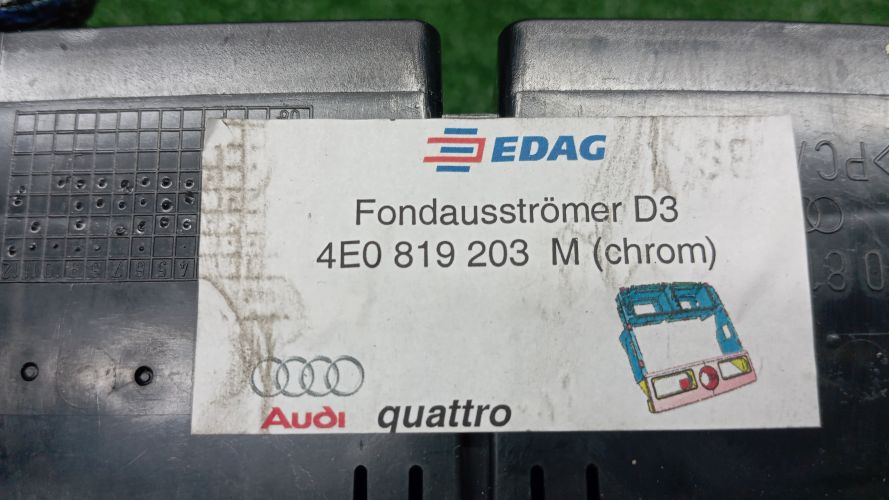 EDAG
Fondausströmer D3
4E0 819 203 M (chrom)
Audi quattro